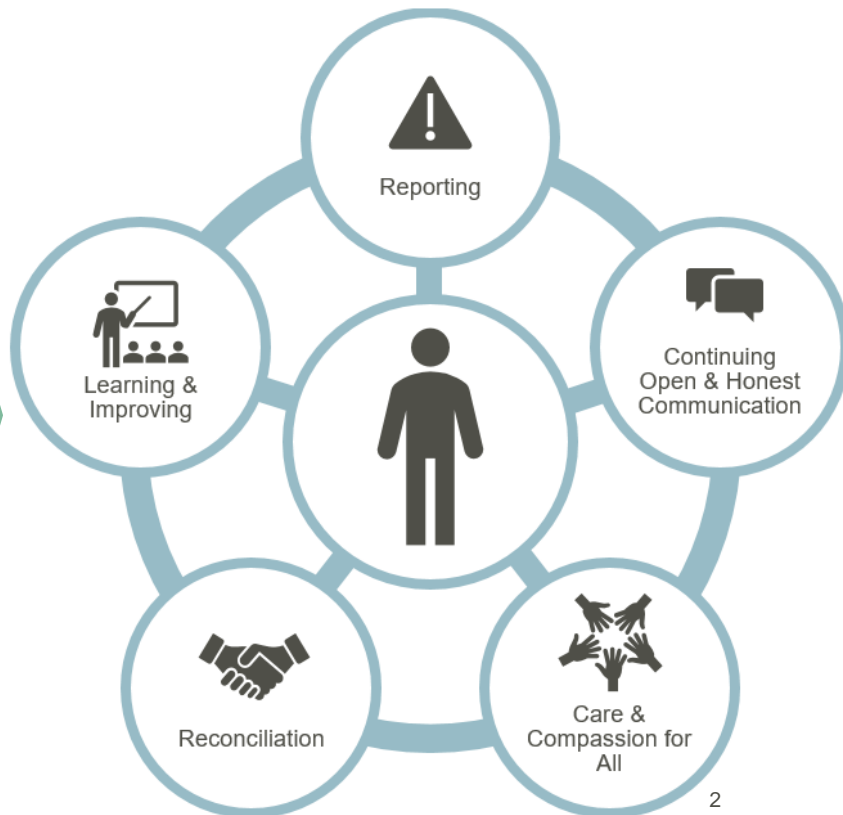 Reporting
Continuing
Open & Honest
Communication
Learning &
Improving
Reconciliation
Care &
Compassion for
All
2